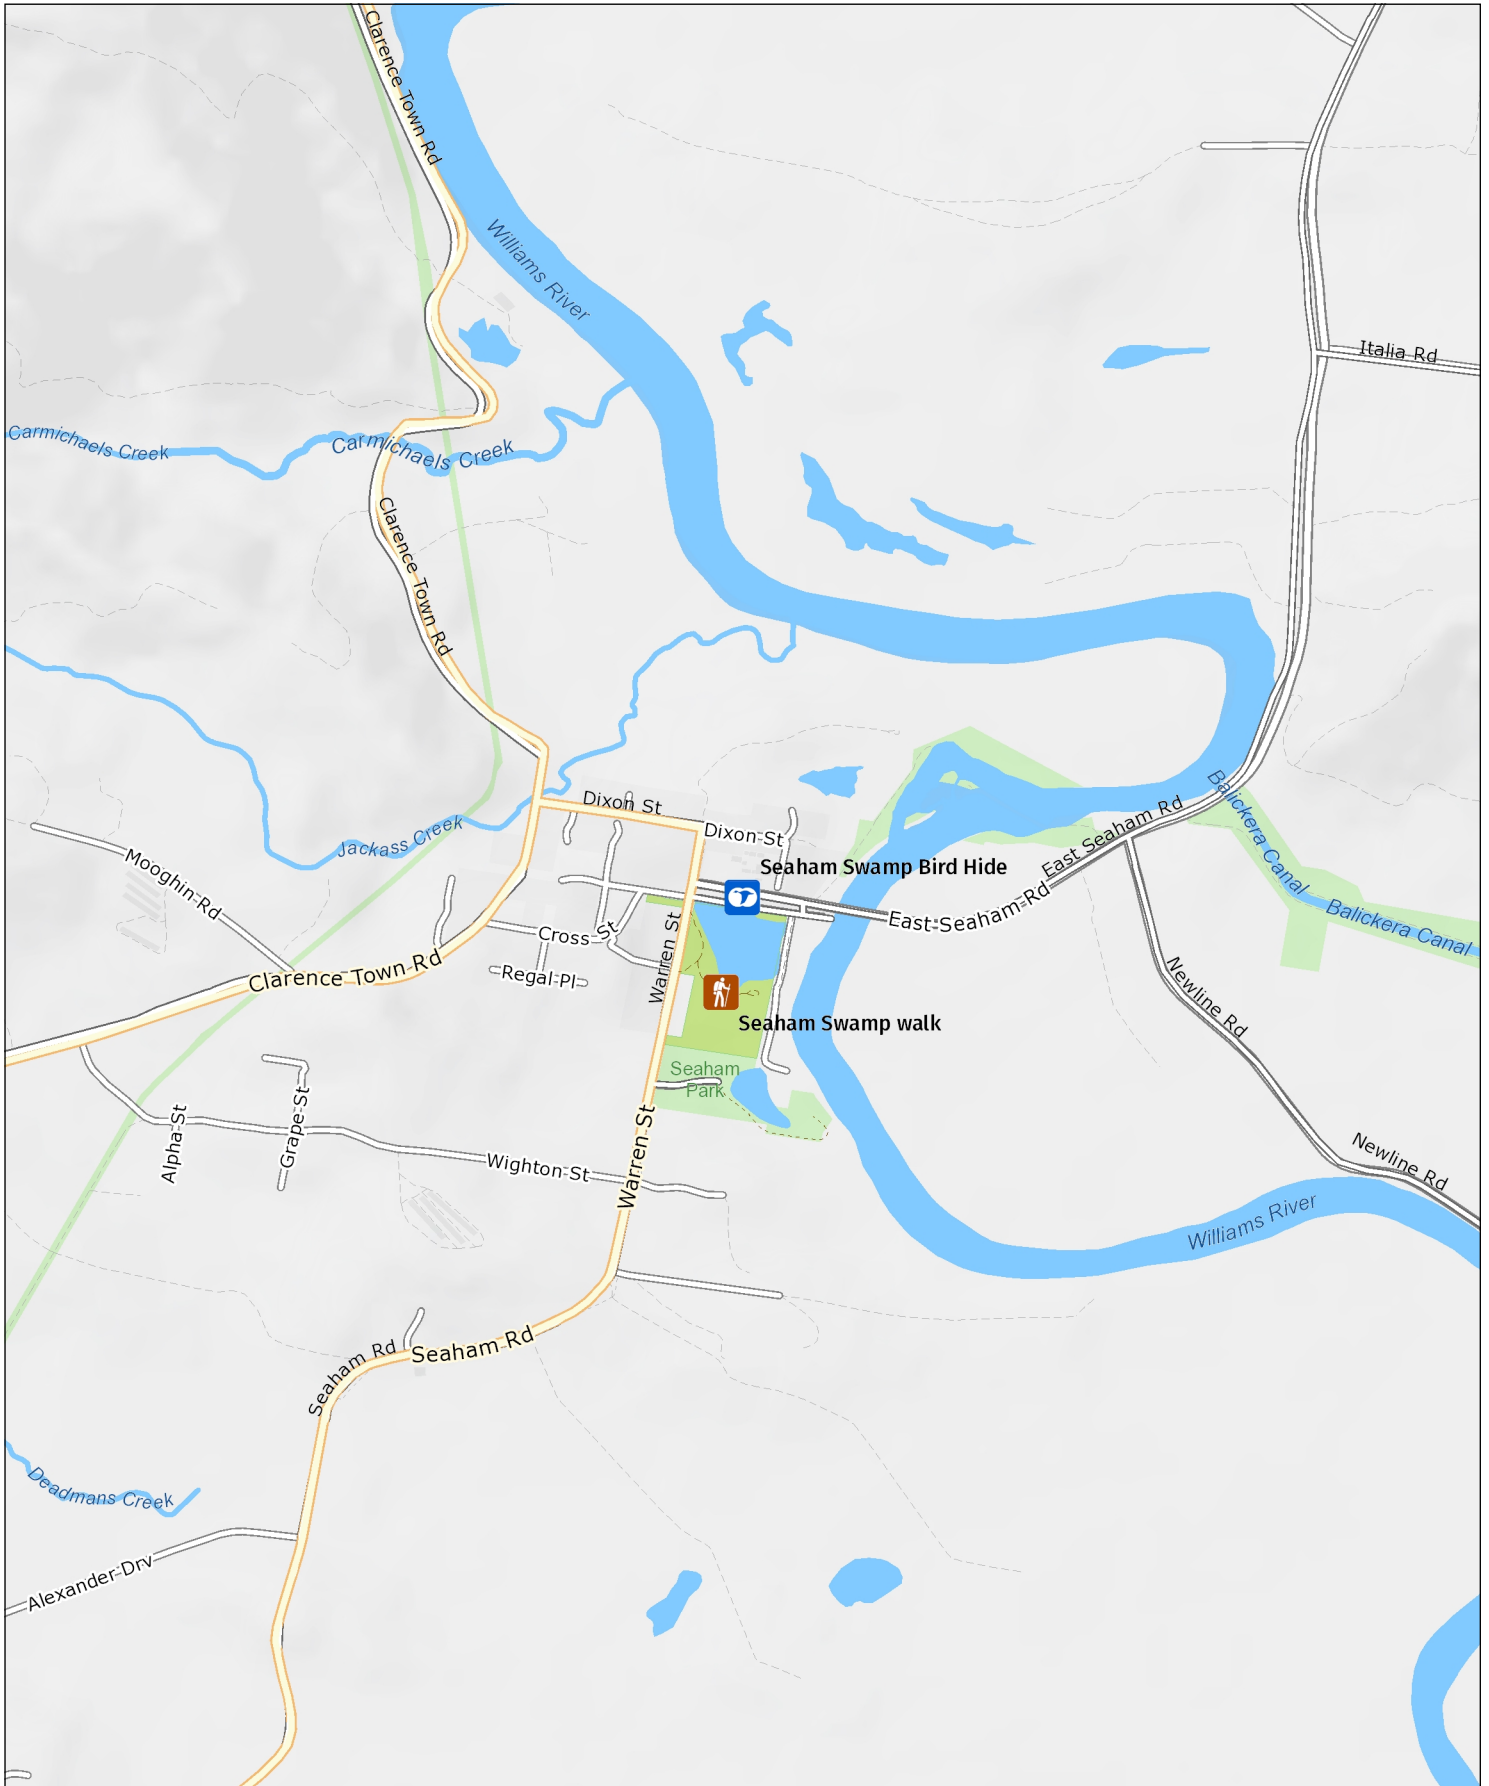 Clarence Town Rd
Williams River
Italia Rd
Carmichaels Creek
Carmichaels Creek
Clarence Town Rd
Dixon St
Dixon St
Jackass Creek
Balickera Canal
East Seaham Rd
Mooghin Rd
Seaham Swamp Bird Hide
East Seaham Rd
Balickera Canal
Cross St
Warren St
Clarence Town Rd
Regal Pl
Newline Rd
Seaham Swamp walk
Seaham
Park
Alpha St
Grape St
Wighton St
Warren St
Newline Rd
Williams River
Seaham Rd
Seaham Rd
Deadmans Creek
Alexander Drv